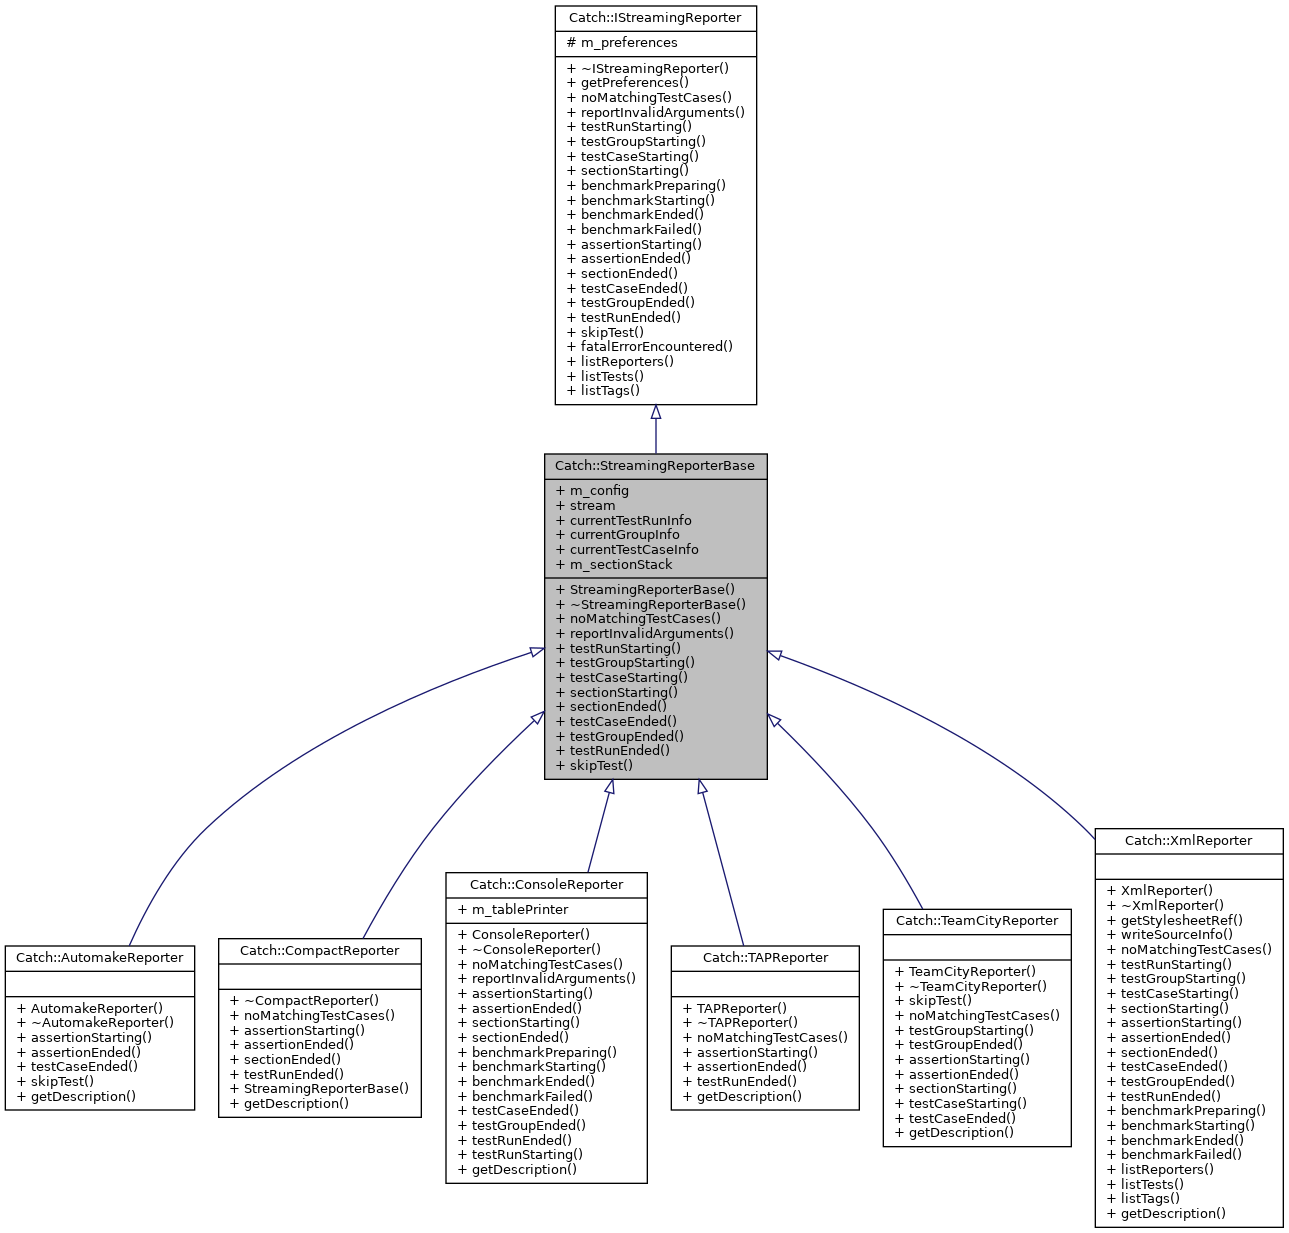 Catch::IStreamingReporter
# m_preferences
+ ~IStreamingReporter()
+ getPreferences()
+ noMatchingTestCases()
+ reportInvalidArguments()
+ testRunStarting()
+ testGroupStarting()
+ testCaseStarting()
+ sectionStarting()
+ benchmarkPreparing()
+ benchmarkStarting()
+ benchmarkEnded()
+ benchmarkFailed()
+ assertionStarting()
+ assertionEnded()
+ sectionEnded()
+ testCaseEnded()
+ testGroupEnded()
+ testRunEnded()
+ skipTest()
+ fatalErrorEncountered()
+ listReporters()
+ listTests()
+ listTags()
Catch::StreamingReporterBase
+ m_config
+ stream
+ currentTestRunInfo
+ currentGroupInfo
+ currentTestCaseInfo
+ m_sectionStack
+ StreamingReporterBase()
+ ~StreamingReporterBase()
+ noMatchingTestCases()
+ reportInvalidArguments()
+ testRunStarting()
+ testGroupStarting()
+ testCaseStarting()
+ sectionStarting()
+ sectionEnded()
+ testCaseEnded()
+ testGroupEnded()
+ testRunEnded()
+ skipTest()
Catch::AutomakeReporter
+ AutomakeReporter()
+ ~AutomakeReporter()
+ assertionStarting()
+ assertionEnded()
+ testCaseEnded()
+ skipTest()
+ getDescription()
Catch::CompactReporter
+ ~CompactReporter()
+ noMatchingTestCases()
+ assertionStarting()
+ assertionEnded()
+ sectionEnded()
+ testRunEnded()
+ StreamingReporterBase()
+ getDescription()
Catch::ConsoleReporter
+ m_tablePrinter
+ ConsoleReporter()
+ ~ConsoleReporter()
+ noMatchingTestCases()
+ reportInvalidArguments()
+ assertionStarting()
+ assertionEnded()
+ sectionStarting()
+ sectionEnded()
+ benchmarkPreparing()
+ benchmarkStarting()
+ benchmarkEnded()
+ benchmarkFailed()
+ testCaseEnded()
+ testGroupEnded()
+ testRunEnded()
+ testRunStarting()
+ getDescription()
Catch::TAPReporter
+ TAPReporter()
+ ~TAPReporter()
+ noMatchingTestCases()
+ assertionStarting()
+ assertionEnded()
+ testRunEnded()
+ getDescription()
Catch::TeamCityReporter
+ TeamCityReporter()
+ ~TeamCityReporter()
+ skipTest()
+ noMatchingTestCases()
+ testGroupStarting()
+ testGroupEnded()
+ assertionStarting()
+ assertionEnded()
+ sectionStarting()
+ testCaseStarting()
+ testCaseEnded()
+ getDescription()
Catch::XmlReporter
+ XmlReporter()
+ ~XmlReporter()
+ getStylesheetRef()
+ writeSourceInfo()
+ noMatchingTestCases()
+ testRunStarting()
+ testGroupStarting()
+ testCaseStarting()
+ sectionStarting()
+ assertionStarting()
+ assertionEnded()
+ sectionEnded()
+ testCaseEnded()
+ testGroupEnded()
+ testRunEnded()
+ benchmarkPreparing()
+ benchmarkStarting()
+ benchmarkEnded()
+ benchmarkFailed()
+ listReporters()
+ listTests()
+ listTags()
+ getDescription()